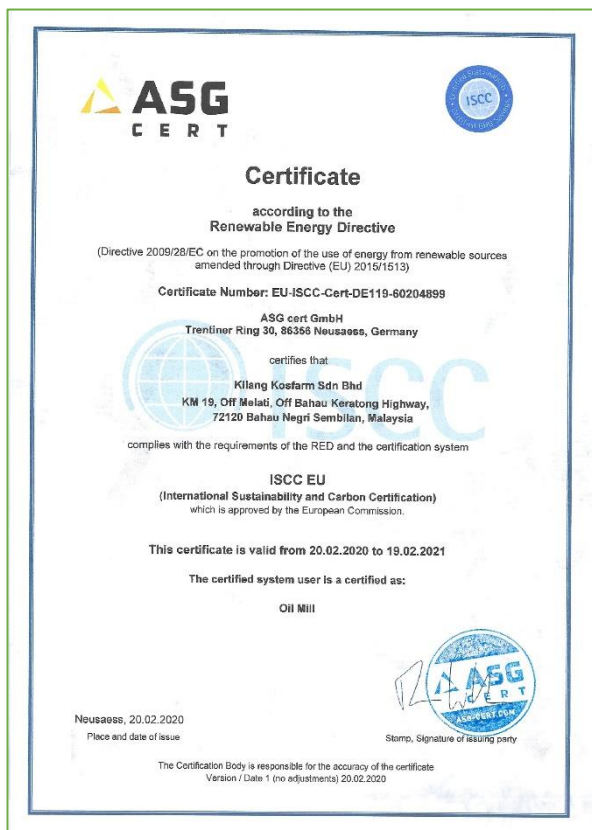 ASG
CERT
ISCC
Certificate
according to the
Renewable Energy Directive
(Directive 2009/28/EC on the promotion of the use of energy from renewable sources
amended through Directive (EU) 2015/1513)
Certificate Number: EU-ISCC-Cert-DE119-60204899
ASG cert GmbH
Trentiner Ring 30, 86356 Neusaess, Germany
certifies that
Kilang Kosfarm Sdn Bhd
KM 19, Off Melati, Off Bahau Keratong Highway,
72120 Bahau Negri Sembilan, Malaysia
ISCC
complies with the requirements of the RED and the certification system
ISCC EU
(International Sustainability and Carbon Certification)
which is approved by the European Commission.
This certificate is valid from 20.02.2020 to 19.02.2021
The certified system user is a certified as:
Oil Mill
ASG
CERT
ASG-CERT.COM
Neusaess, 20.02.2020
Place and date of issue
Stamp, Signature of issuing party
The Certification Body is responsible for the accuracy of the certificate
Version / Date 1 (no adjustments) 20.02.2020